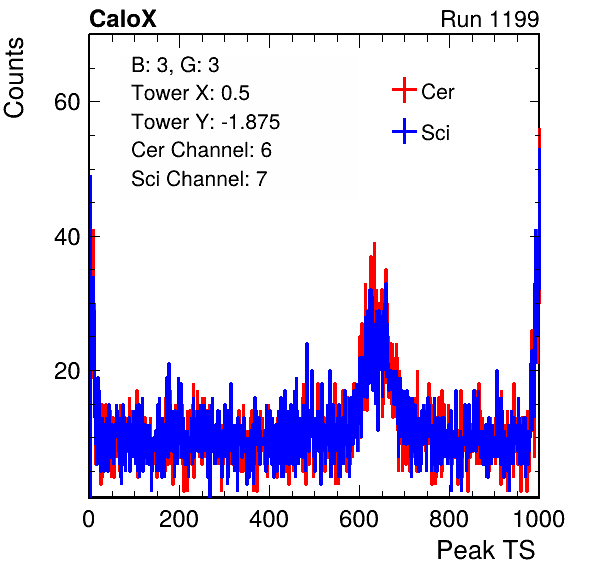 CaloX Run 1199
Counts
B: 3, G: 3
Tower X: 0.5
Tower Y: -1.875
Cer Channel: 6
Sci Channel: 7
Cer
Sci
60
40
20
0 200 400 600 800 1000
Peak TS